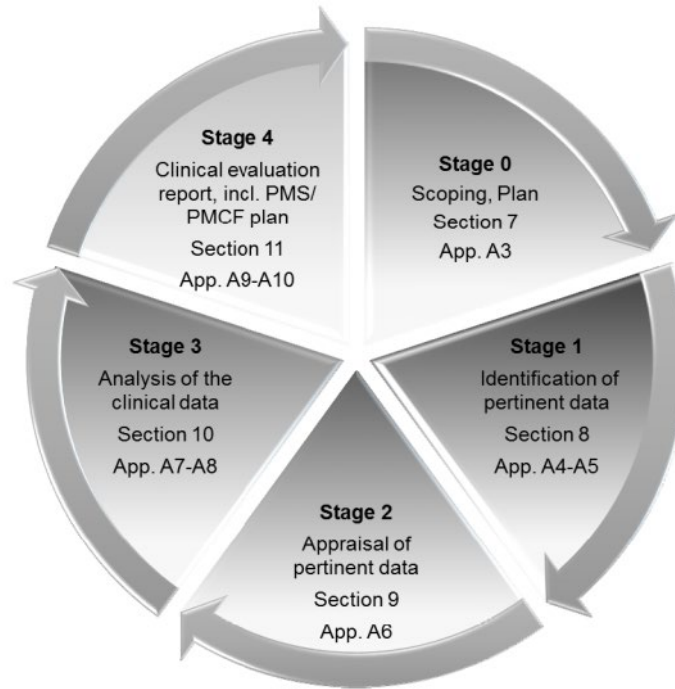 Stage 0
Scoping, Plan
Section 7
App. A3
Stage 1
Identification of
pertinent data
Section 8
App. A4-A5
Stage 2
Appraisal of
pertinent data
Section 9
App. A6
Stage 3
Analysis of the
clinical data
Section 10
App. A7-A8
Stage 4
Clinical evaluation
report, incl. PMS/
PMCF plan
Section 11
App. A9-A10